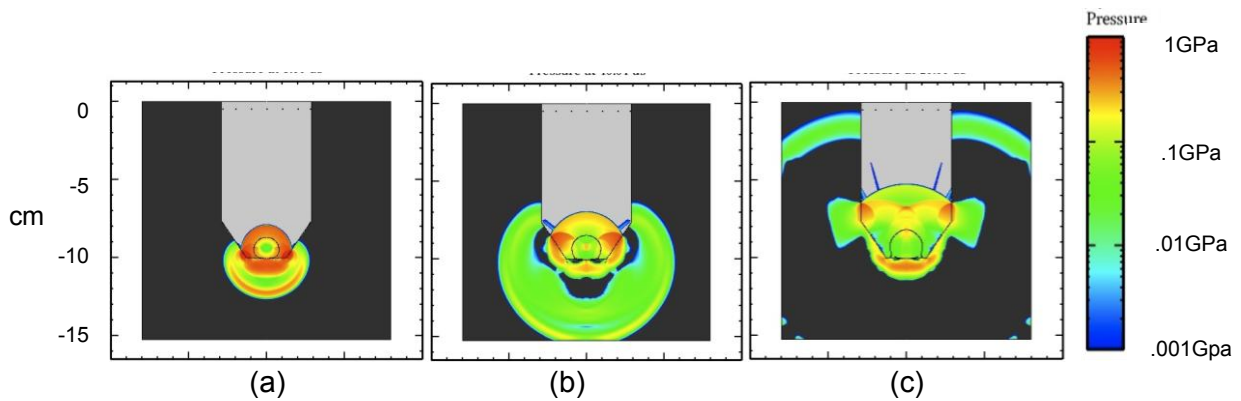 Pressure
1GPa
.1GPa
.01GPa
.001Gpa
0
-5
cm
-10
-15
(a)
(b)
(c)